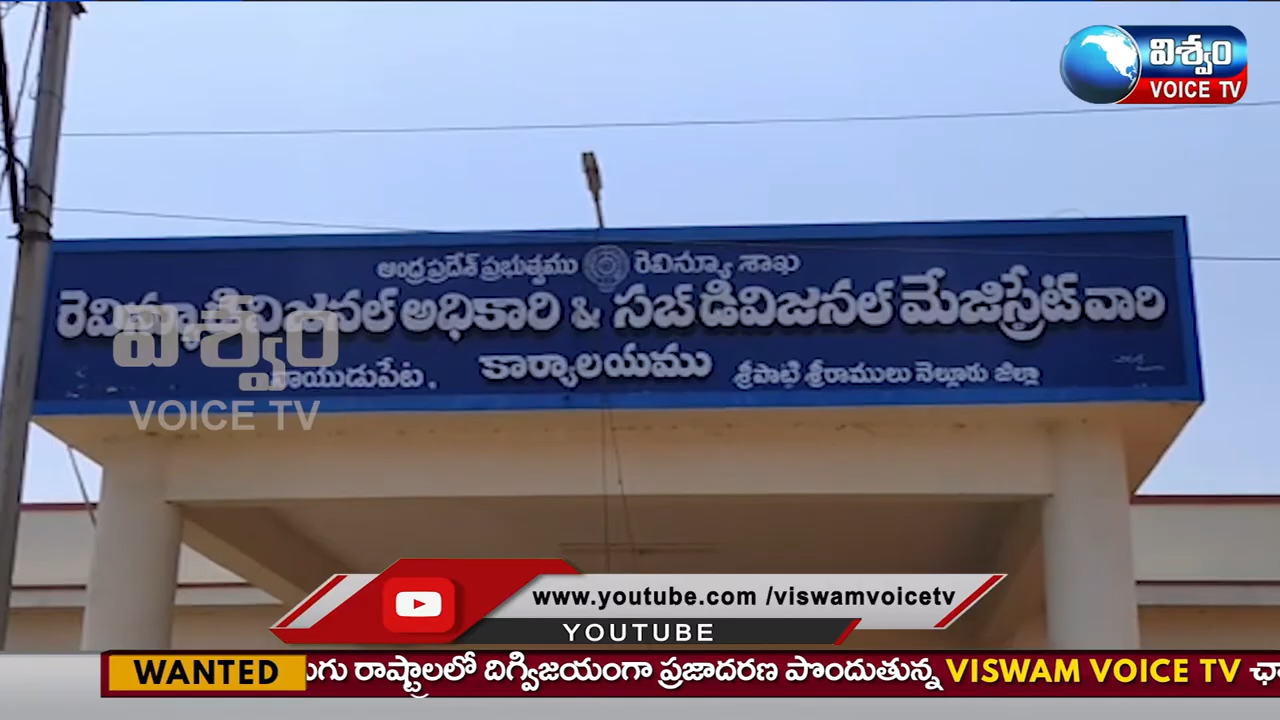 విశ్వం
VOICE TV
ఆంధ్ర ప్రదేశ్ ప్రభుత్వము రెవిన్యూ శాఖ
రెవిన్యూ డివిజనల్ అధికారి & సబ్ డివిజనల్ మేజిస్ట్రేట్ వారి
కార్యాలయము
నాయుడుపేట. శ్రీపొట్టి శ్రీరాములు నెల్లూరు జిల్లా
విశ్వం
VOICE TV
www.youtube.com /viswamvoicetv
YOUTUBE
WANTED గు రాష్ట్రాలలో దిగ్విజయంగా ప్రజాదరణ పొందుతున్న VISWAM VOICE TV ఛా